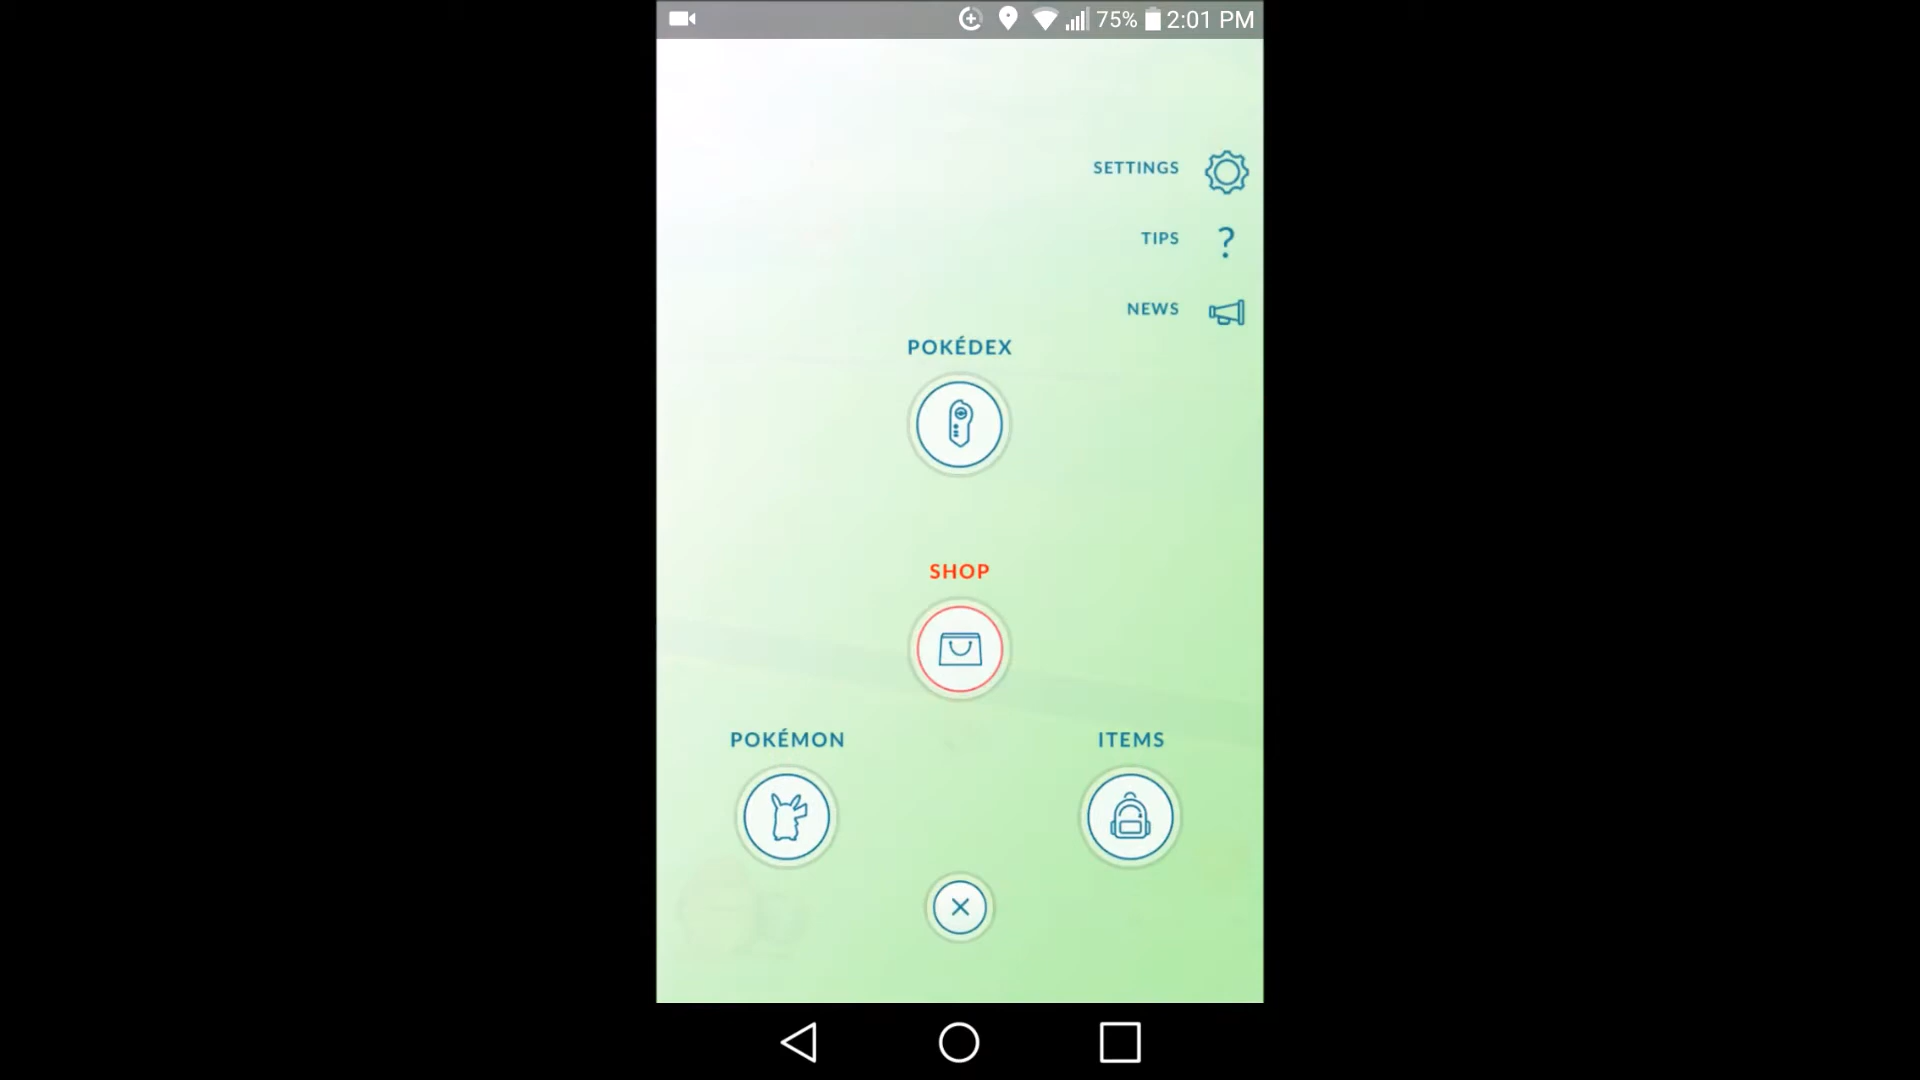 75% 2:01 PM
SETTINGS
TIPS ?
NEWS
POKÉDEX
SHOP
POKÉMON
ITEMS